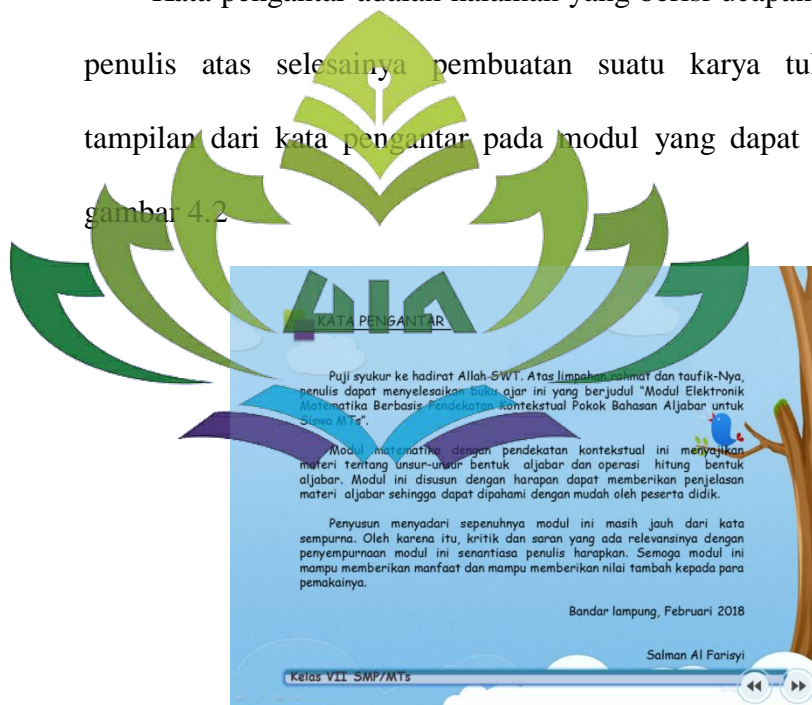 Kata pengantar adalah halaman yang berisi ucapan
penulis atas selesainya pembuatan suatu karya
tampilan dari kata pengantar pada modul yang dapat
gambar 4.2
UIN
KATA PENGANTAR
Puji syukur ke hadirat Allah SWT. Atas limpahan rahmat dan taufik-Nya,
penulis dapat menyelesaikan buku ajar ini yang berjudul “Modul Elektronik
Matematika Berbasis Pendekatan Kontekstual Pokok Bahasan Aljabar untuk
Siswa MTs”.
Modul matematika dengan pendekatan kontekstual ini menyajikan
materi tentang unsur-unsur bentuk aljabar dan operasi hitung bentuk
aljabar. Modul ini disusun dengan harapan dapat memberikan penjelasan
materi aljabar sehingga dapat dipahami dengan mudah oleh peserta didik.
Penyusun menyadari sepenuhnya modul ini masih jauh dari kata
sempurna. Oleh karena itu, kritik dan saran yang ada relevansinya dengan
penyempurnaan modul ini senantiasa penulis harapkan. Semoga modul ini
mampu memberikan manfaat dan mampu memberikan nilai tambah kepada para
pemakainya.
Bandar lampung, Februari 2018
Salman Al Farisyi
Kelas VII SMP/MTs